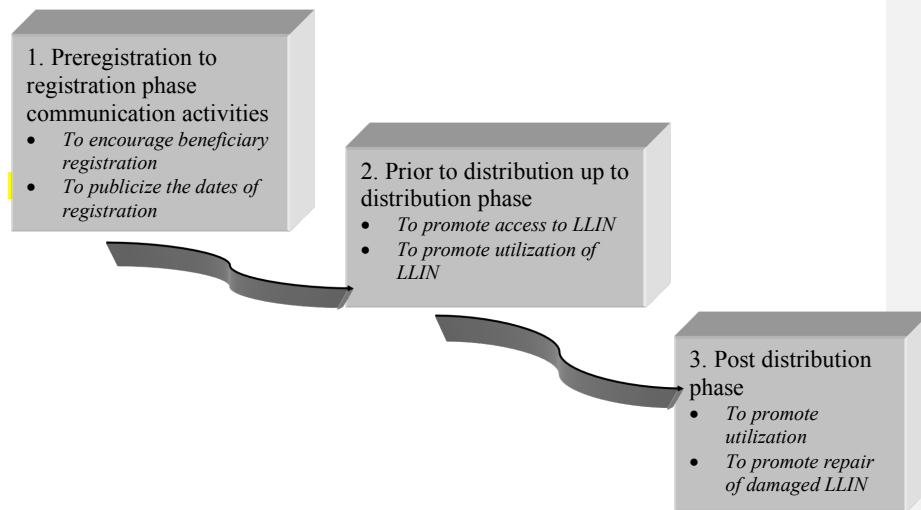 1. Preregistration to
registration phase
communication activities
• To encourage beneficiary
registration
• To publicize the dates of
registration
2. Prior to distribution up to
distribution phase
• To promote access to LLIN
• To promote utilization of
LLIN
3. Post distribution
phase
• To promote
utilization
• To promote repair
of damaged LLIN